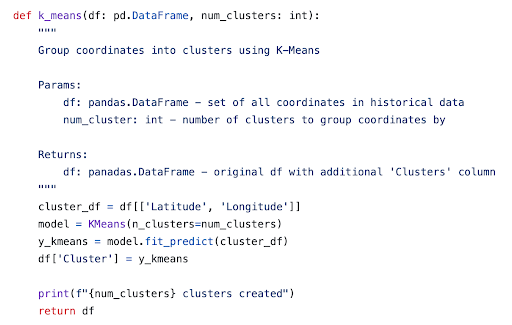 def k_means(df: pd.DataFrame, num_clusters: int):
    """
    Group coordinates into clusters using K-Means

    Params:
        df: pandas.DataFrame – set of all coordinates in historical data
        num_cluster: int – number of clusters to group coordinates by

    Returns:
        df: panadas.DataFrame – original df with additional 'Clusters' column
    """
    cluster_df = df[['Latitude', 'Longitude']]
    model = KMeans(n_clusters=num_clusters)
    y_kmeans = model.fit_predict(cluster_df)
    df['Cluster'] = y_kmeans

    print(f"{num_clusters} clusters created")
    return df